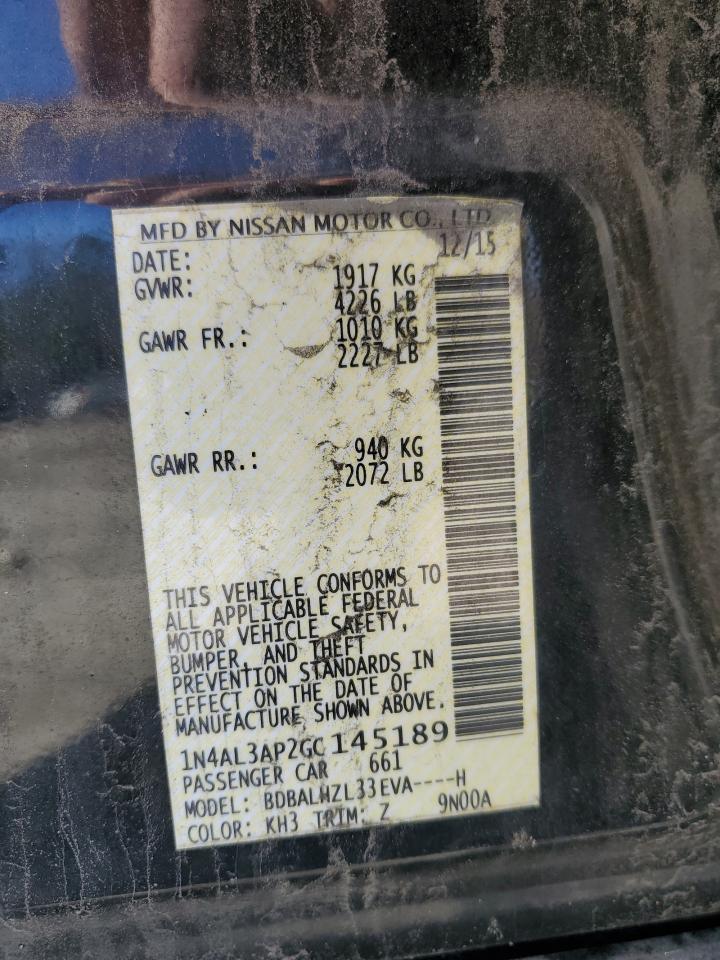 MFD BY NISSAN MOTOR CO., LTD
DATE: 12/15
GVWR: 1917 KG
4226 LB
GAWR FR.: 1010 KG
2227 LB
GAWR RR.: 940 KG
2072 LB
THIS VEHICLE CONFORMS TO
ALL APPLICABLE FEDERAL
MOTOR VEHICLE SAFETY,
BUMPER, AND THEFT
PREVENTION STANDARDS IN
EFFECT ON THE DATE OF
MANUFACTURE SHOWN ABOVE.
1N4AL3AP2GC145189
PASSENGER CAR 661
MODEL: BDBALHZL33EVA----H
COLOR: KH3 TRIM: Z 9N00A